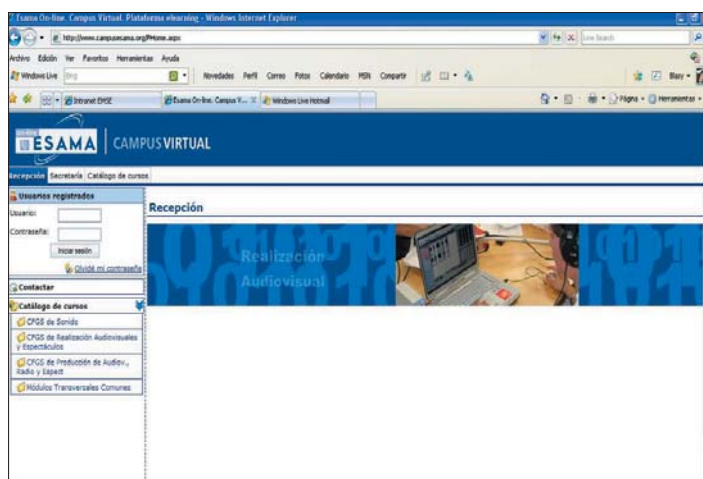 Esama On-line. Campus Virtual. Plataforma elearning - Windows Internet Explorer
http://www.campusesama.org/PHome.aspx
Live Search
Archivo Edición Ver Favoritos Herramientas Ayuda
Windows Live Bing Novedades Perfil Correo Fotos Calendario MSN Compartir Blasy
Intranet EMSE Esama On-line. Campus V... Windows Live Hotmail Página Herramientas
ESAMA CAMPUS VIRTUAL
Recepción Secretaría Catálogo de cursos
Usuarios registrados
Usuario:
Contraseña:
Iniciar sesión
Olvidé mi contraseña
Contactar
Catálogo de cursos
CFGS de Sonido
CFGS de Realización Audiovisuales
y Espectáculos
CFGS de Producción de Audiov.,
Radio y Espect
Módulos Transversales Comunes
Recepción
Realización
Audiovisual